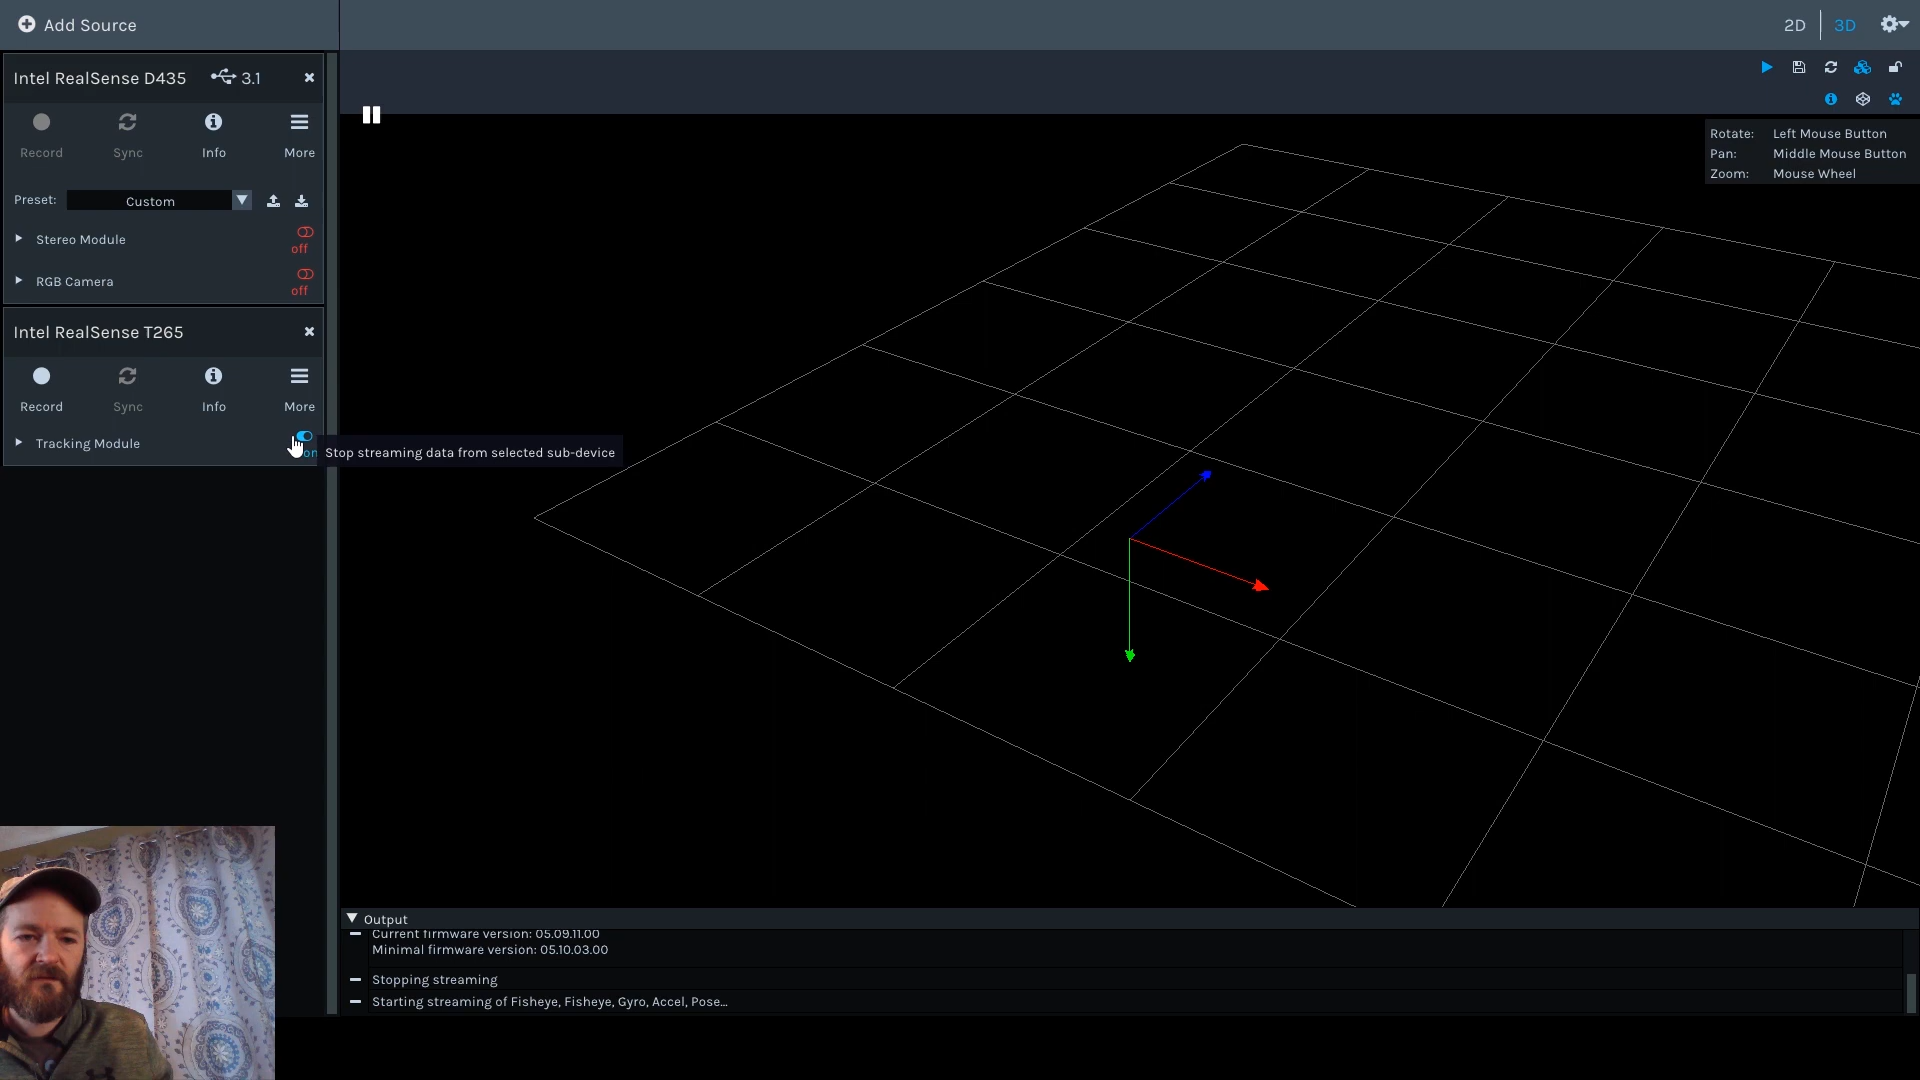 Add Source
2D
3D
Intel RealSense D435
3.1
Record
Sync
Info
More
Preset:
Custom
Stereo Module
off
RGB Camera
off
Intel RealSense T265
Record
Sync
Info
More
Tracking Module
on
Stop streaming data from selected sub-device
Rotate: Left Mouse Button
Pan: Middle Mouse Button
Zoom: Mouse Wheel
Output
Current firmware version: 05.09.11.00
Minimal firmware version: 05.10.03.00
Stopping streaming
Starting streaming of Fisheye, Fisheye, Gyro, Accel, Pose...